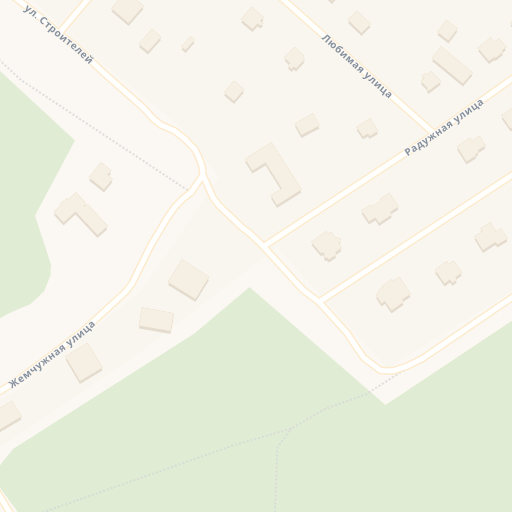 ул. Строителей
Любимая улица
Радужная улица
Жемчужная улица